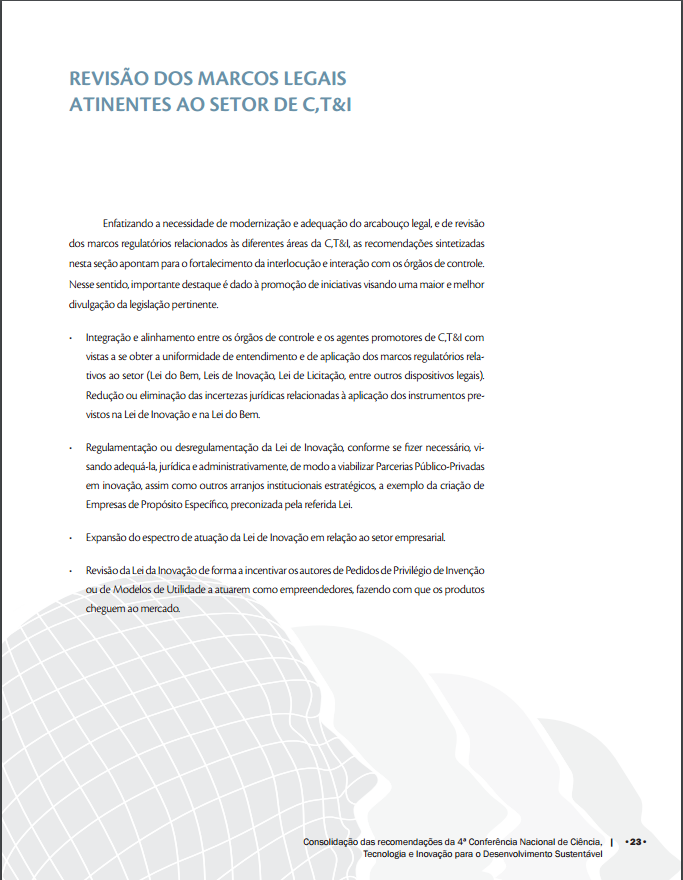 REVISÃO DOS MARCOS LEGAIS
ATINENTES AO SETOR DE C,T&I
Enfatizando a necessidade de modernização e adequação do arcabouço legal, e de revisão
dos marcos regulatórios relacionados às diferentes áreas da C,T&I, as recomendações sintetizadas
nesta seção apontam para o fortalecimento da interlocução e interação com os órgãos de controle.
Nesse sentido, importante destaque é dado à promoção de iniciativas visando uma maior e melhor
divulgação da legislação pertinente.
• Integração e alinhamento entre os órgãos de controle e os agentes promotores de C,T&I com
vistas a se obter a uniformidade de entendimento e de aplicação dos marcos regulatórios rela-
tivos ao setor (Lei do Bem, Leis de Inovação, Lei de Licitação, entre outros dispositivos legais).
Redução ou eliminação das incertezas jurídicas relacionadas à aplicação dos instrumentos pre-
vistos na Lei de Inovação e na Lei do Bem.
• Regulamentação ou desregulamentação da Lei de Inovação, conforme se fizer necessário, vi-
sando adequá-la, jurídica e administrativamente, de modo a viabilizar Parcerias Público-Privadas
em inovação, assim como outros arranjos institucionais estratégicos, a exemplo da criação de
Empresas de Propósito Específico, preconizada pela referida Lei.
• Expansão do espectro de atuação da Lei de Inovação em relação ao setor empresarial.
• Revisão da Lei da Inovação de forma a incentivar os autores de Pedidos de Privilégio de Invenção
ou de Modelos de Utilidade a atuarem como empreendedores, fazendo com que os produtos
cheguem ao mercado.
Consolidação das recomendações da 4ª Conferência Nacional de Ciência, | • 23 •
Tecnologia e Inovação para o Desenvolvimento Sustentável